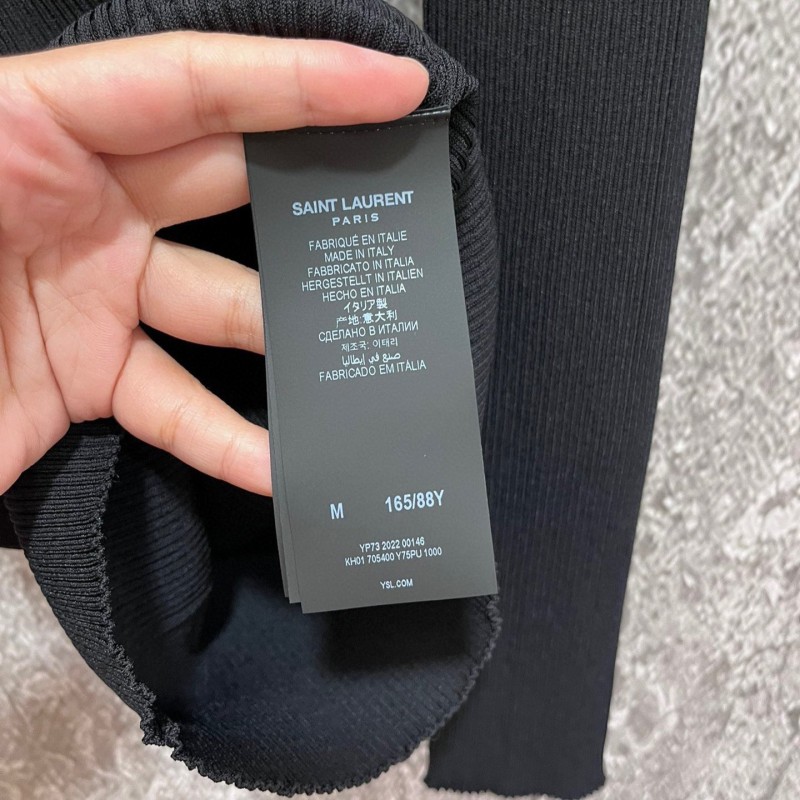 SAINT LAURENT
PARIS
FABRIQUÉ EN ITALIE
MADE IN ITALY
FABBRICATO IN ITALIA
HERGESTELLT IN ITALIEN
HECHO EN ITALIA
イタリア製
产地:意大利
СДЕЛАНО В ИТАЛИИ
제조국: 이태리
صنع في إيطاليا
FABRICADO EM ITÁLIA
M 165/88Y
YP73 2022 00146
KH01 705400 Y75PU 1000
YSL.COM